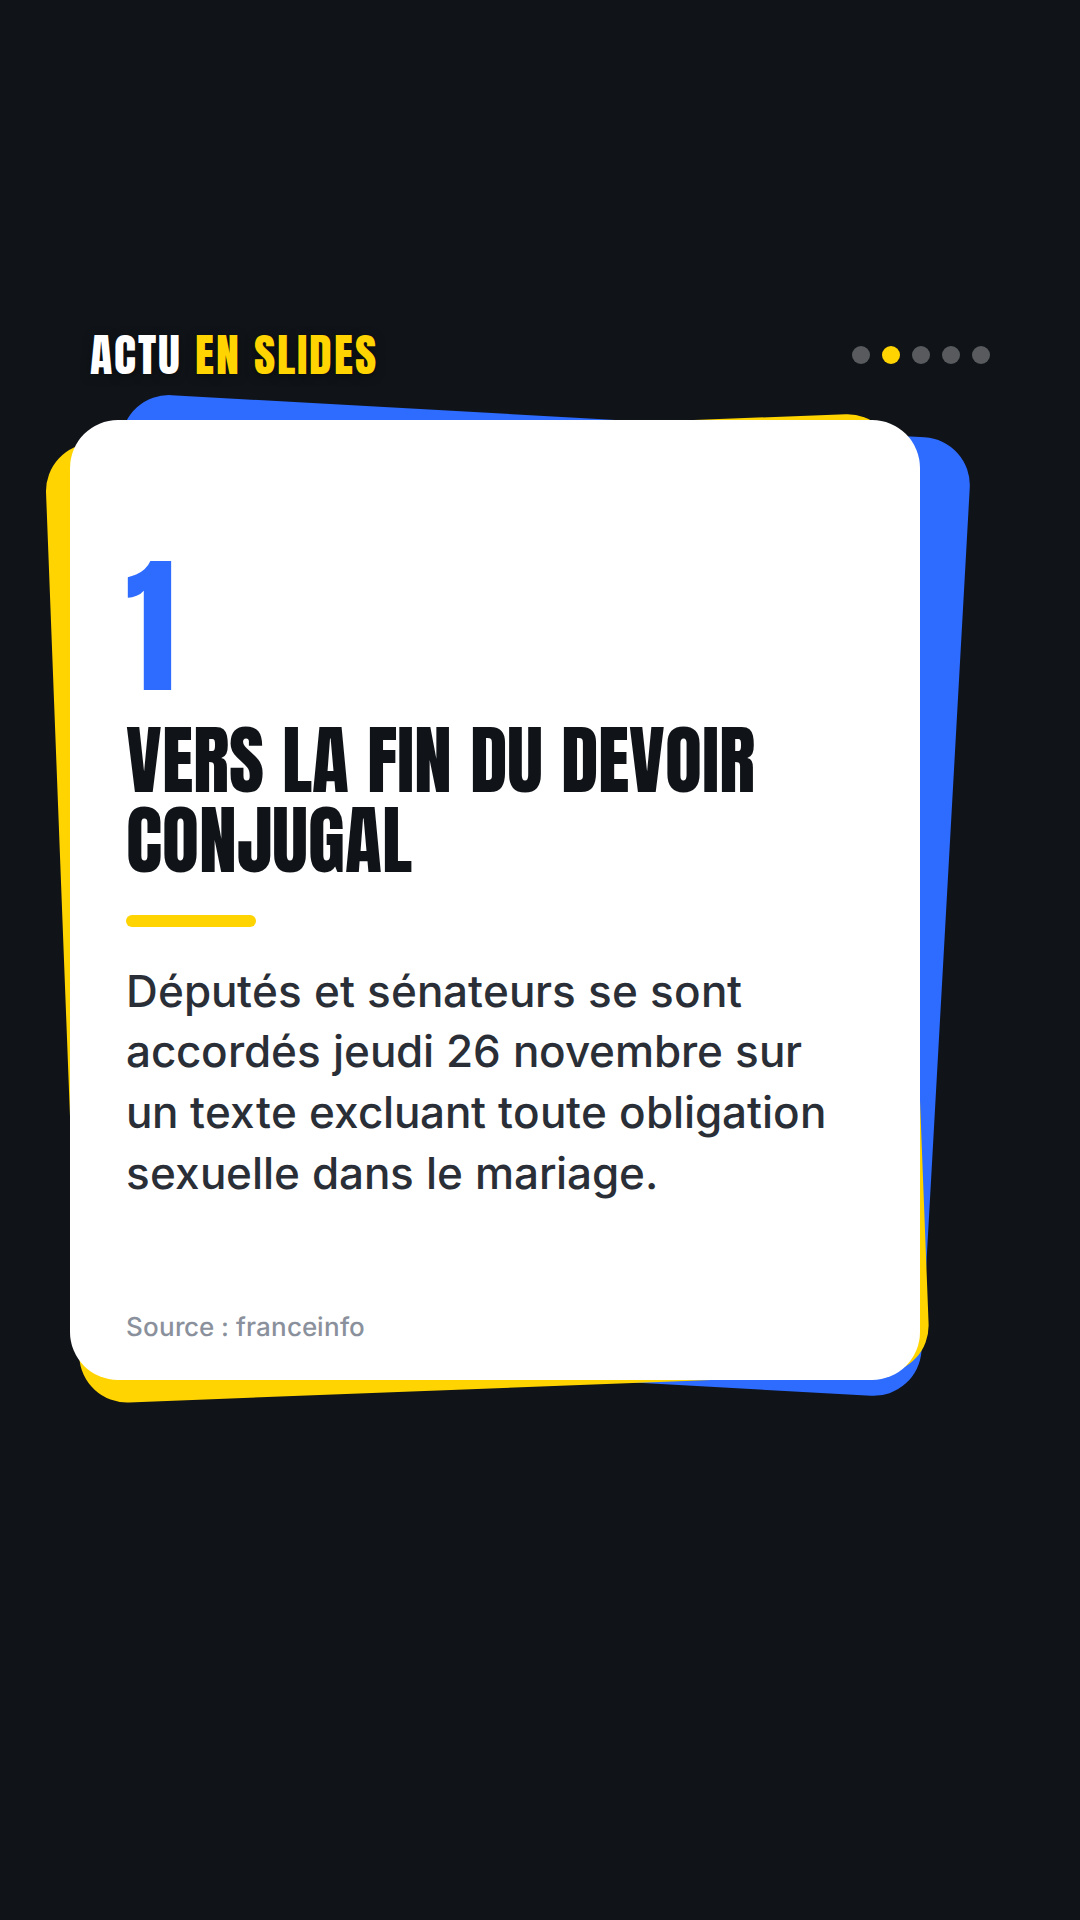 ACTU EN SLIDES
1
VERS LA FIN DU DEVOIR
CONJUGAL
Députés et sénateurs se sont
accordés jeudi 26 novembre sur
un texte excluant toute obligation
sexuelle dans le mariage.
Source : franceinfo